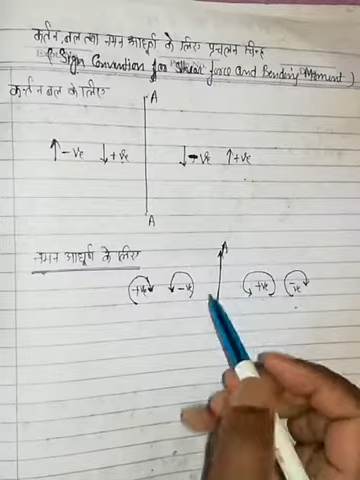 कर्तन बल तथा नमन आघूर्ण के लिए प्रचलन चिन्ह
(Sign Convention for "Shear" force and Bending Moment)
कर्तन बल के लिए
A
↑ -ve ↓ +ve ↓ -ve ↑ +ve
A
नमन आघूर्ण के लिए
A
+ve -ve +ve -ve